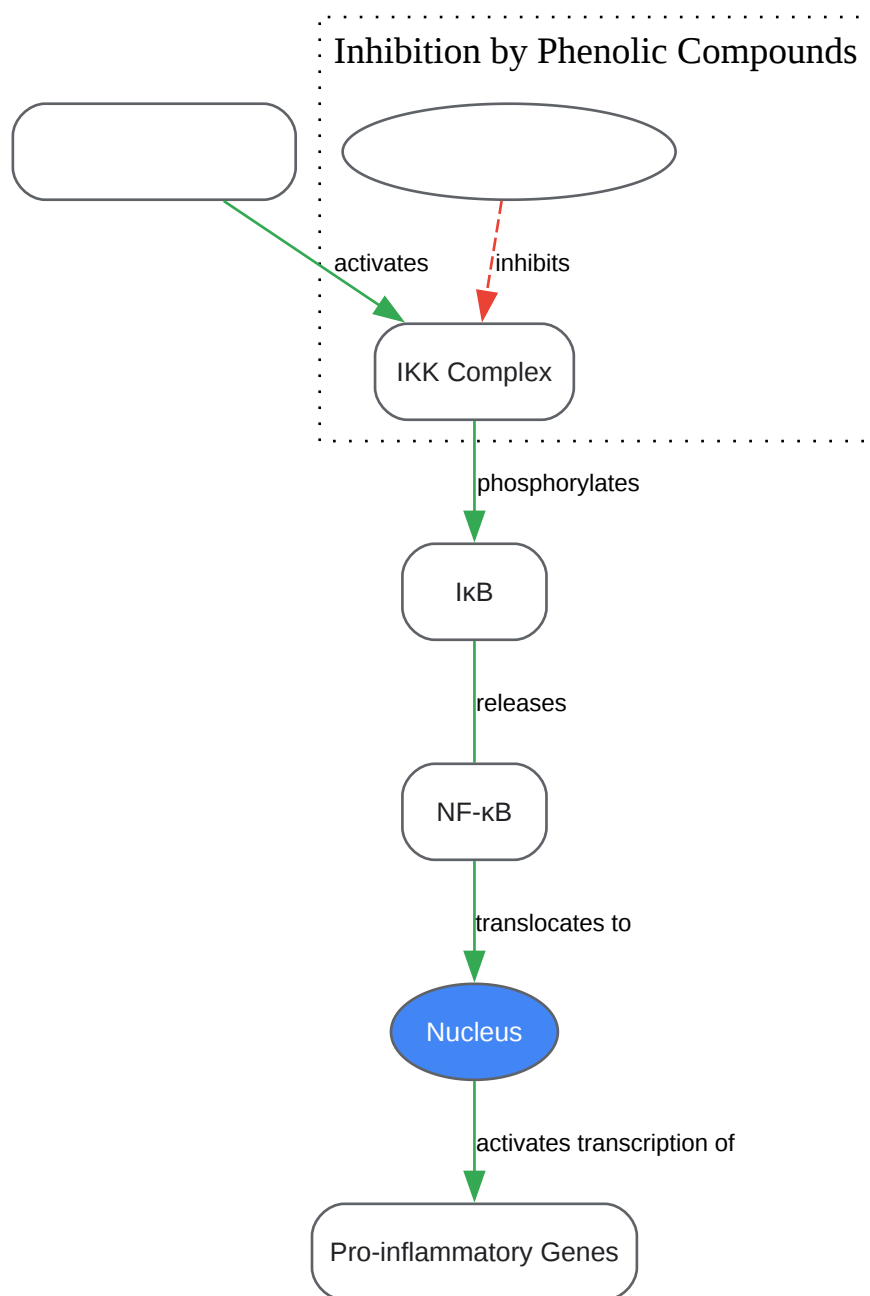 Inhibition by Phenolic Compounds
activates
inhibits
IKK Complex
phosphorylates
IκB
releases
NF-κB
translocates to
Nucleus
activates transcription of
Pro-inflammatory Genes